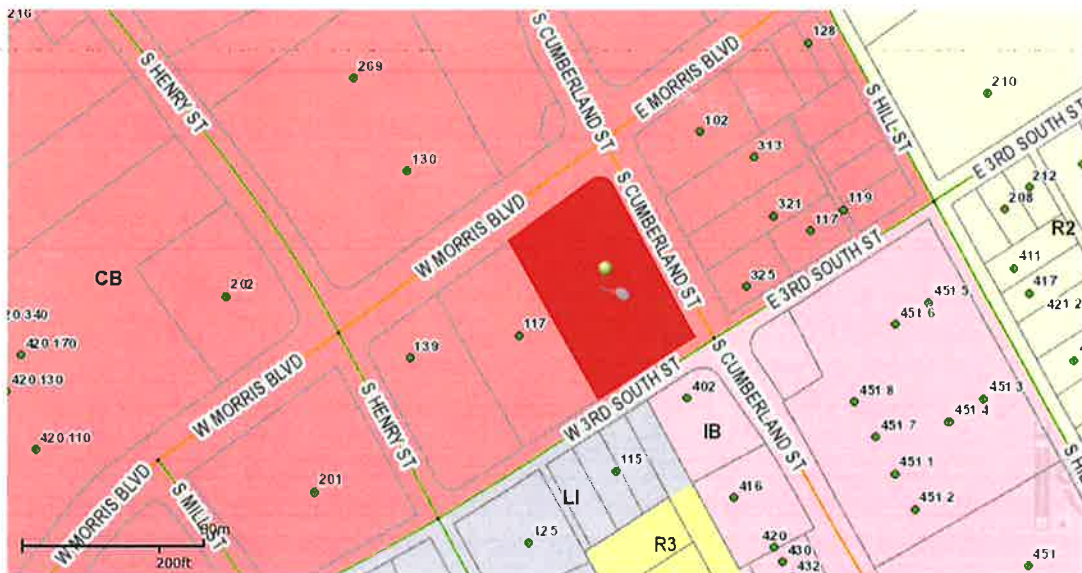 216
S HENRY ST
269
130
S CUMBERLAND ST
E MORRIS BLVD
128
S HILL ST
210
102
313
321
117
119
325
E 3RD SOUTH ST
212
208
R2
411
417
421 2
W MORRIS BLVD
S CUMBERLAND ST
E 3RD SOUTH ST
CB
202
20 340
420 170
420 130
420 110
117
139
W MORRIS BLVD
S HENRY ST
W 3RD SOUTH ST
402
IB
S CUMBERLAND ST
451 5
451 6
451 8
451 3
451 4
451 7
451 1
451 2
451
201
115
LI
125
416
R3
420
430
432
W MORRIS BLVD
S MILL ST
200ft